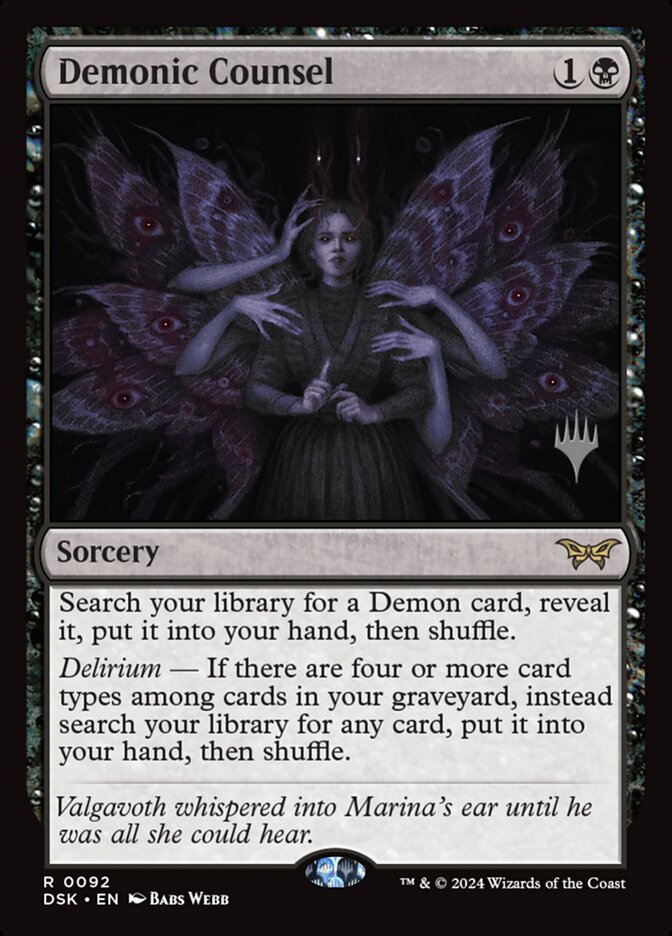 Demonic Counsel 1
Sorcery
Search your library for a Demon card, reveal
it, put it into your hand, then shuffle.
Delirium — If there are four or more card
types among cards in your graveyard, instead
search your library for any card, put it into
your hand, then shuffle.
Valgavoth whispered into Marina's ear until he
was all she could hear.
R 0092
DSK • EN Babs Webb
™ & © 2024 Wizards of the Coast